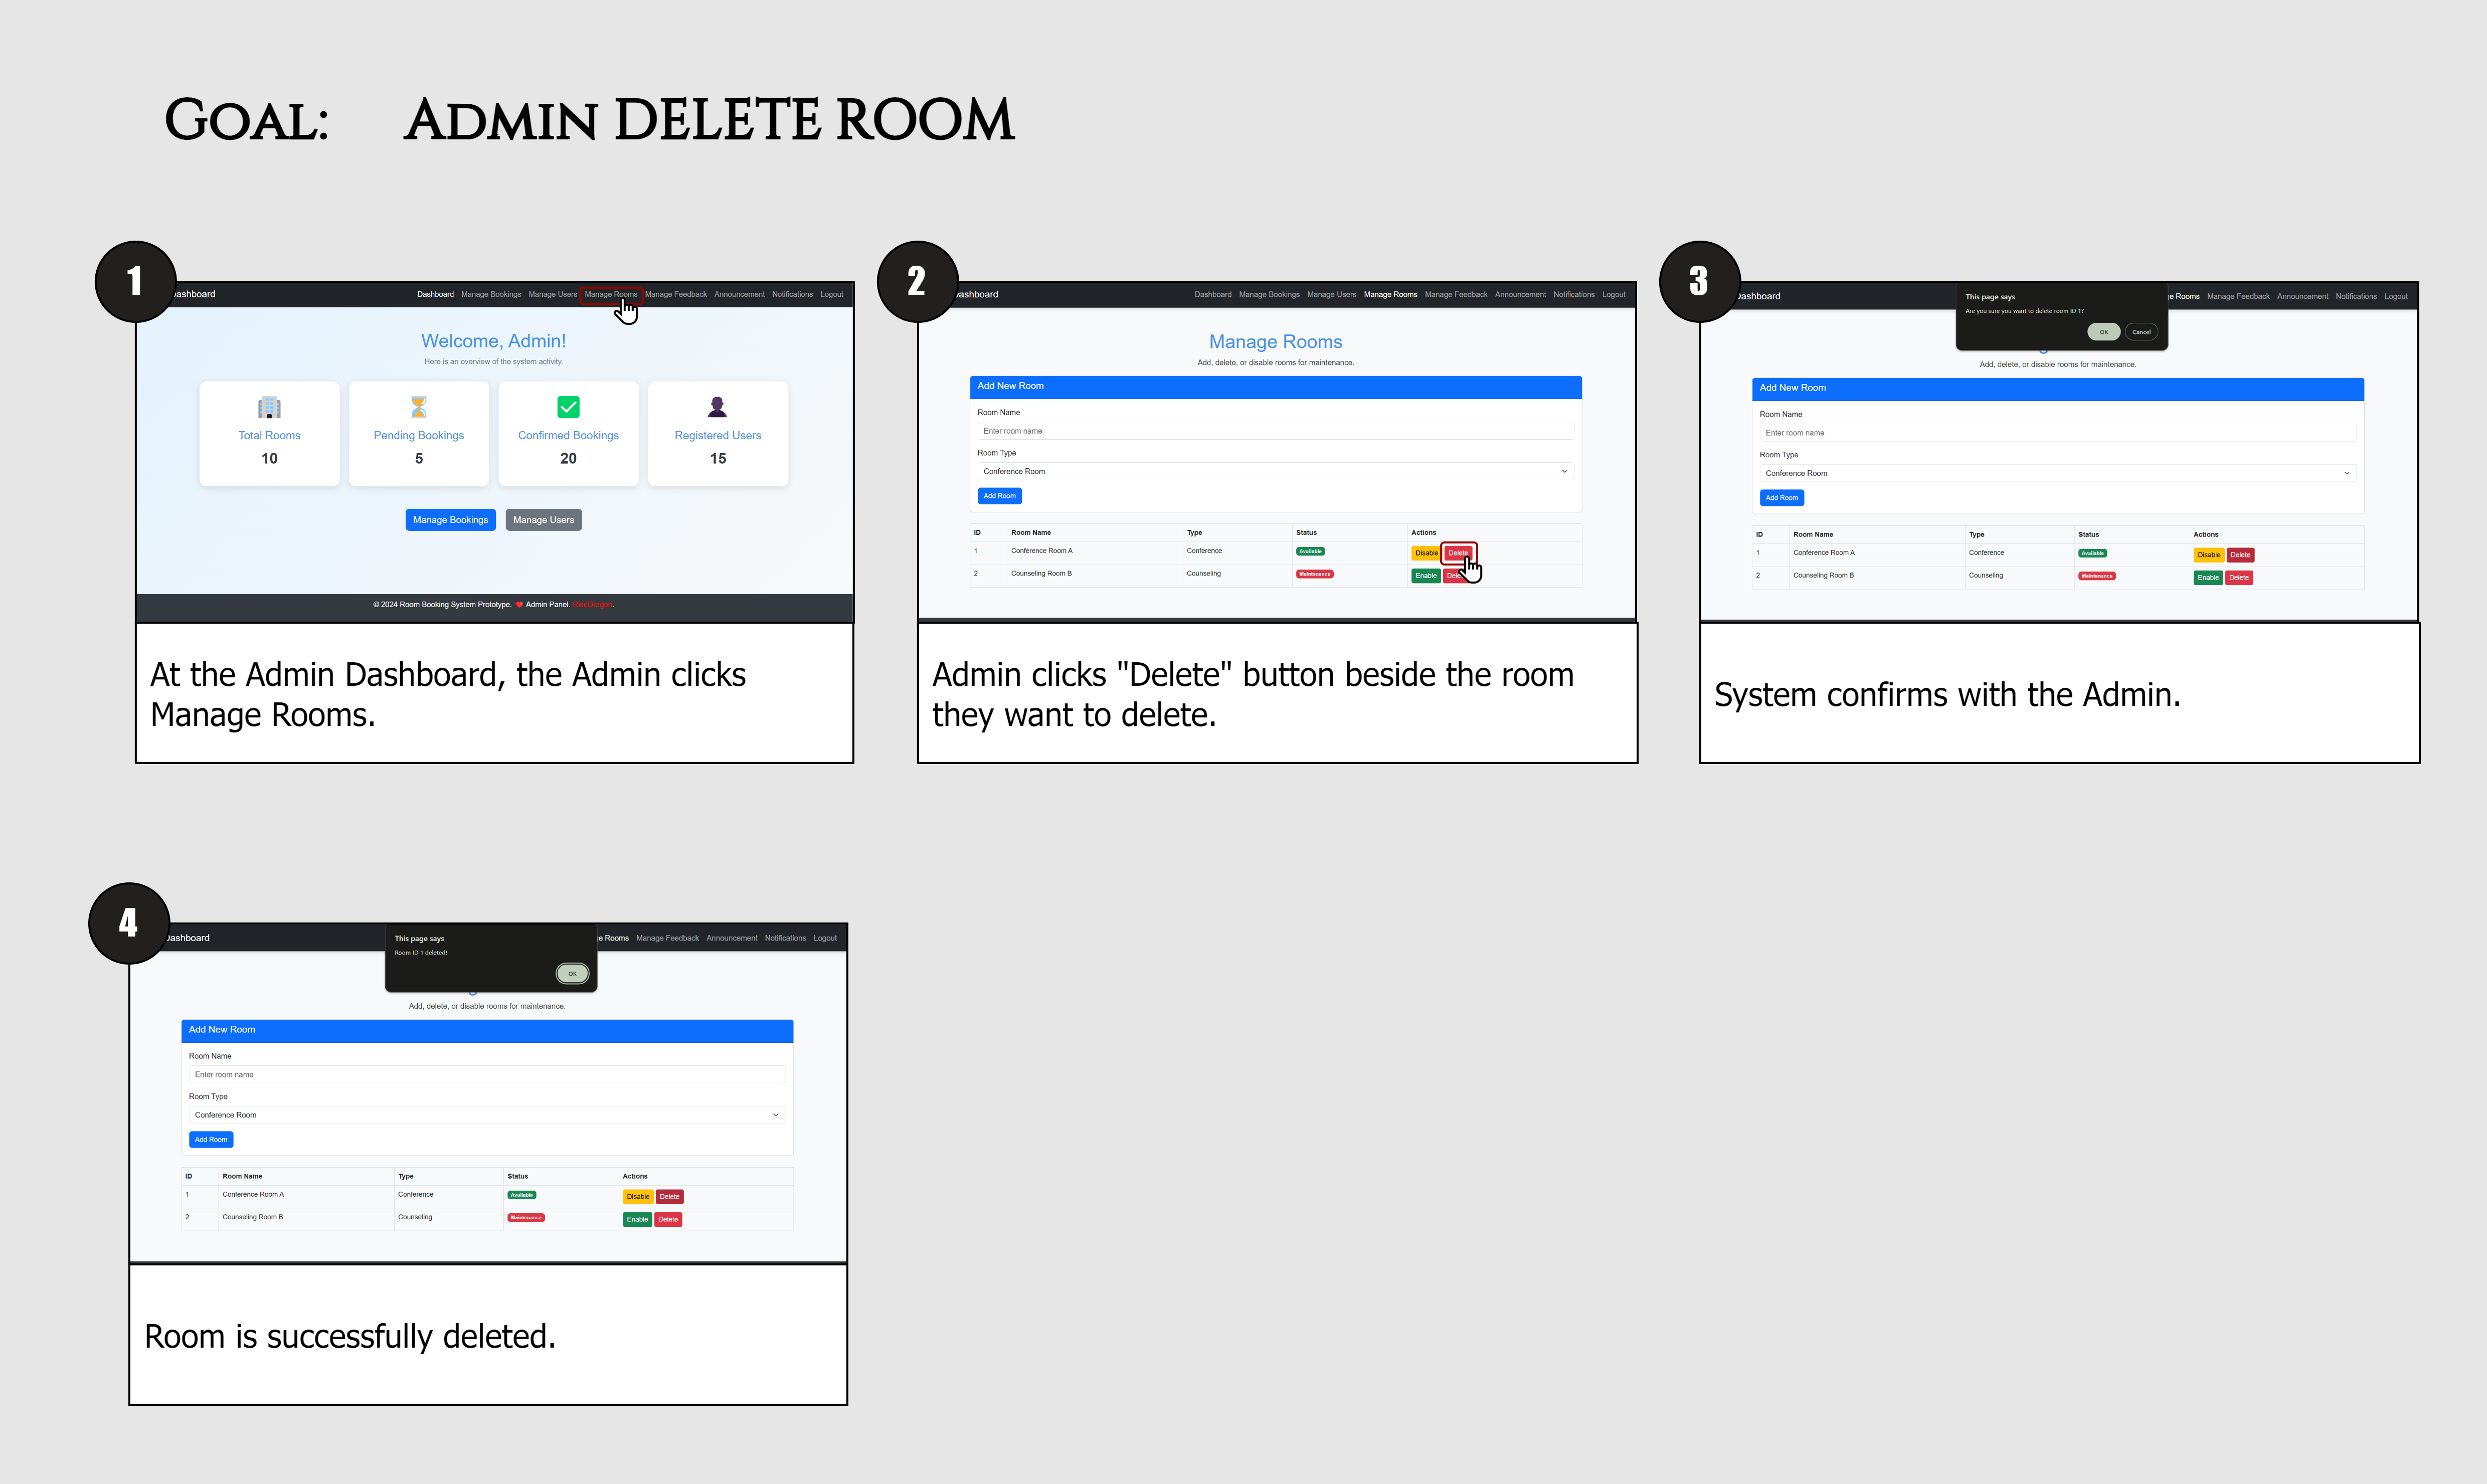 Goal: Admin DELETE ROOM
1
Dashboard
Dashboard Manage Bookings Manage Users Manage Rooms Manage Feedback Announcement Notifications Logout
Welcome, Admin!
Here is an overview of the system activity.
Total Rooms
10
Pending Bookings
5
Confirmed Bookings
20
Registered Users
15
Manage Bookings Manage Users
© 2024 Room Booking System Prototype. ❤️ Admin Panel.
At the Admin Dashboard, the Admin clicks
Manage Rooms.
2
Dashboard
Dashboard Manage Bookings Manage Users Manage Rooms Manage Feedback Announcement Notifications Logout
Manage Rooms
Add, delete, or disable rooms for maintenance.
Add New Room
Room Name
Enter room name
Room Type
Conference Room
Add Room
ID Room Name Type Status Actions
1 Conference Room A Conference Available Disable Delete
2 Counseling Room B Counseling Maintenance Enable Delete
Admin clicks "Delete" button beside the room
they want to delete.
3
Dashboard
Rooms Manage Feedback Announcement Notifications Logout
This page says
Are you sure you want to delete room ID 1?
OK Cancel
Add, delete, or disable rooms for maintenance.
Add New Room
Room Name
Enter room name
Room Type
Conference Room
Add Room
ID Room Name Type Status Actions
1 Conference Room A Conference Available Disable Delete
2 Counseling Room B Counseling Maintenance Enable Delete
System confirms with the Admin.
4
Dashboard
Rooms Manage Feedback Announcement Notifications Logout
This page says
Room ID 1 deleted!
OK
Add, delete, or disable rooms for maintenance.
Add New Room
Room Name
Enter room name
Room Type
Conference Room
Add Room
ID Room Name Type Status Actions
1 Conference Room A Conference Available Disable Delete
2 Counseling Room B Counseling Maintenance Enable Delete
Room is successfully deleted.